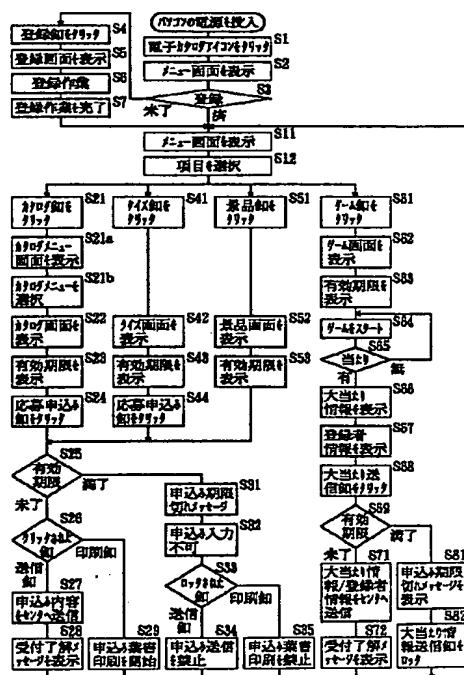 パソコンの電源を投入
S1
電子カタログアイコンをクリック
S2
メニュー画面を表示
S3
登録
未了
済
S4
登録釦をクリック
S5
登録画面を表示
S6
登録作業
S7
登録作業を完了
S11
メニュー画面を表示
S12
項目を選択
S21
カタログ釦を
クリック
S21a
カタログメニュー
画面を表示
S21b
カタログメニューを
選択
S22
カタログ画面を
表示
S23
有効期限を
表示
S24
応募申込み
釦をクリック
S41
クイズ釦を
クリック
S42
クイズ画面を
表示
S43
有効期限を
表示
S44
応募申込み
釦をクリック
S51
景品釦を
クリック
S52
景品画面を
表示
S53
有効期限を
表示
S61
ゲーム釦を
クリック
S62
ゲーム画面を
表示
S63
有効期限を
表示
S64
ゲームをスタート
S65
当たり
有
無
S66
大当たり
情報を表示
S67
登録者
情報を表示
S68
大当たり送信
釦をクリック
S69
有効
期限
未了
満了
S25
有効
期限
未了
満了
S26
クリックされた
釦
送信
釦
印刷釦
S27
申込み内容
をセンタへ送信
S28
受付了解メッ
セージを表示
S29
申込み葉書
印刷を開始
S31
申込み期限
切れメッセージ
S32
申込み入力
不可
S33
ロックされた
釦
送信
釦
印刷釦
S34
申込み送信
を禁止
S35
申込み葉書
印刷を禁止
S71
大当たり情
報/登録者
情報をセンタへ
送信
S72
受付了解メッ
セージを表示
S81
申込み期限
切れメッセージを
表示
S82
大当たり情
報送信釦を
ロック